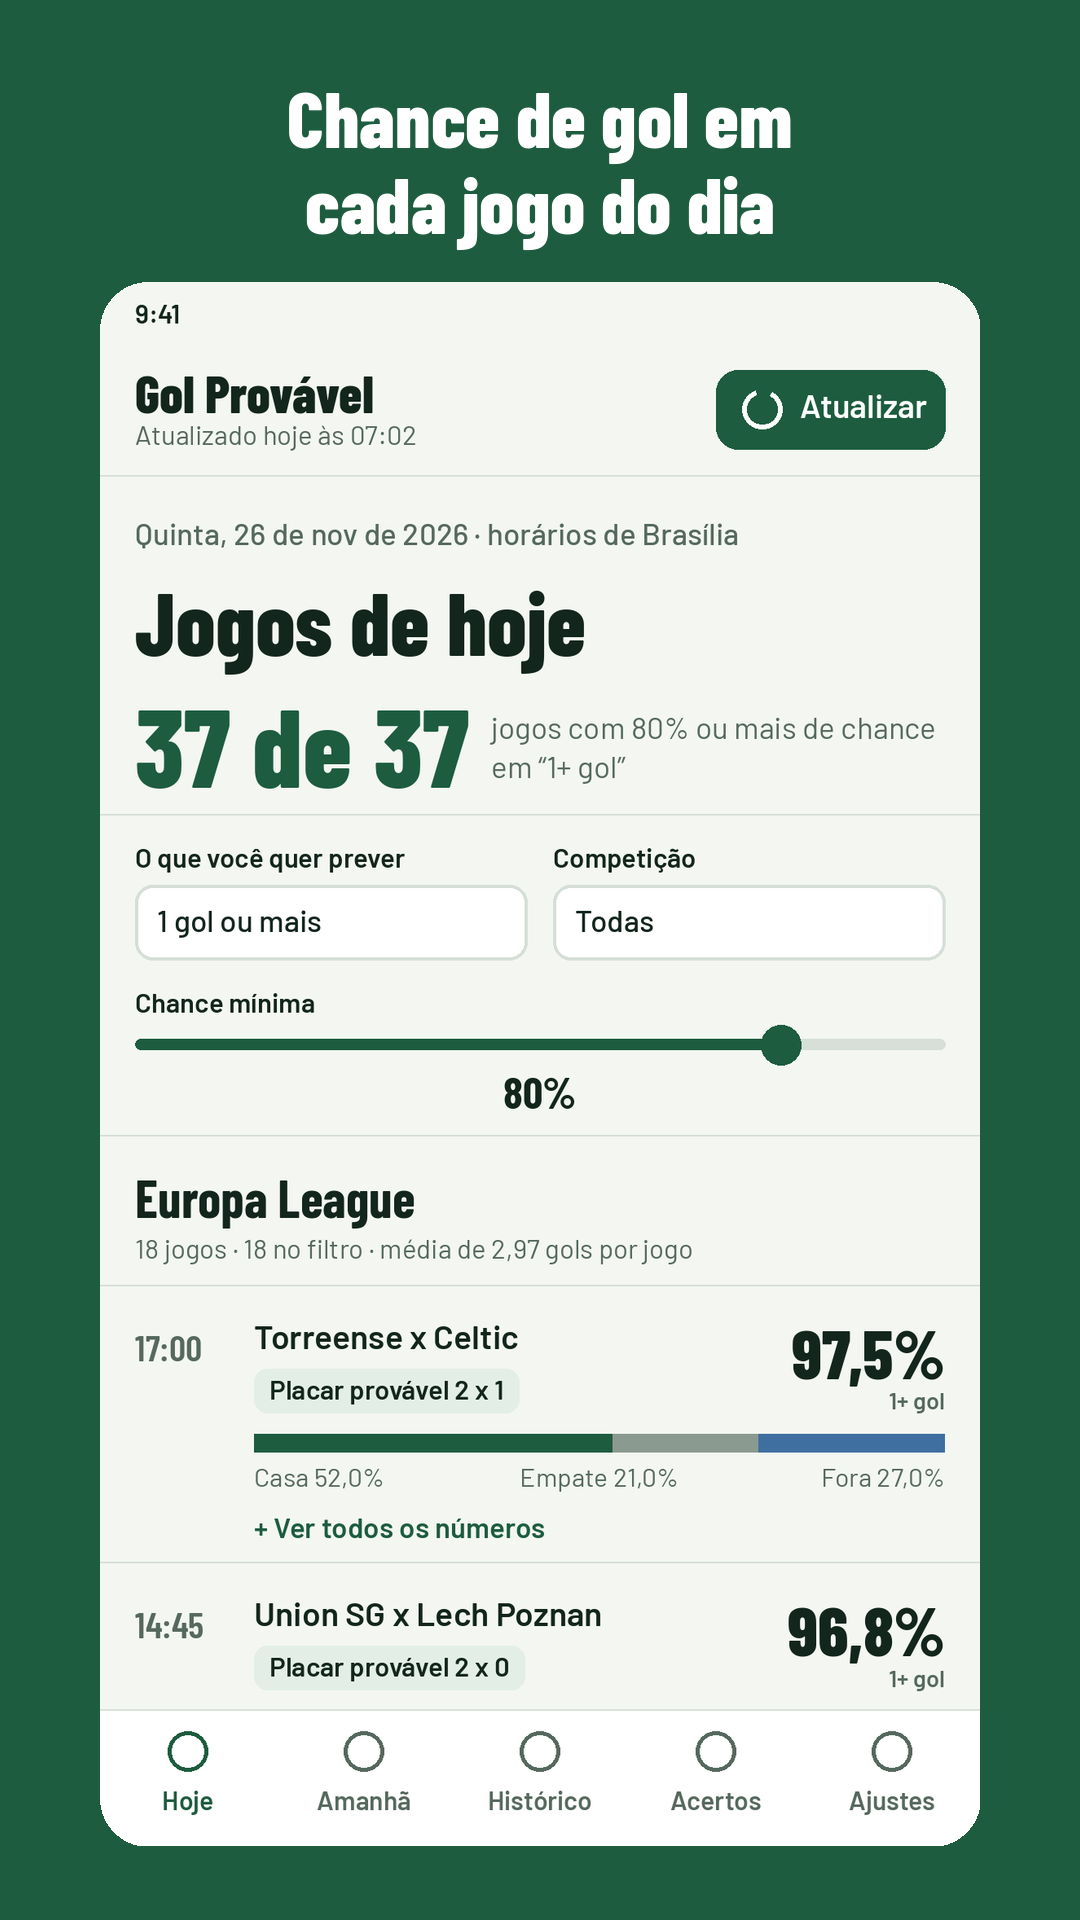 Chance de gol em
cada jogo do dia
9:41
Gol Provável
Atualizado hoje às 07:02
Atualizar
Quinta, 26 de nov de 2026 · horários de Brasília
Jogos de hoje
37 de 37
jogos com 80% ou mais de chance
em “1+ gol”
O que você quer prever
Competição
1 gol ou mais
Todas
Chance mínima
80%
Europa League
18 jogos · 18 no filtro · média de 2,97 gols por jogo
17:00
Torreense x Celtic
97,5%
Placar provável 2 x 1
1+ gol
Casa 52,0%
Empate 21,0%
Fora 27,0%
+ Ver todos os números
14:45
Union SG x Lech Poznan
96,8%
Placar provável 2 x 0
1+ gol
Hoje
Amanhã
Histórico
Acertos
Ajustes